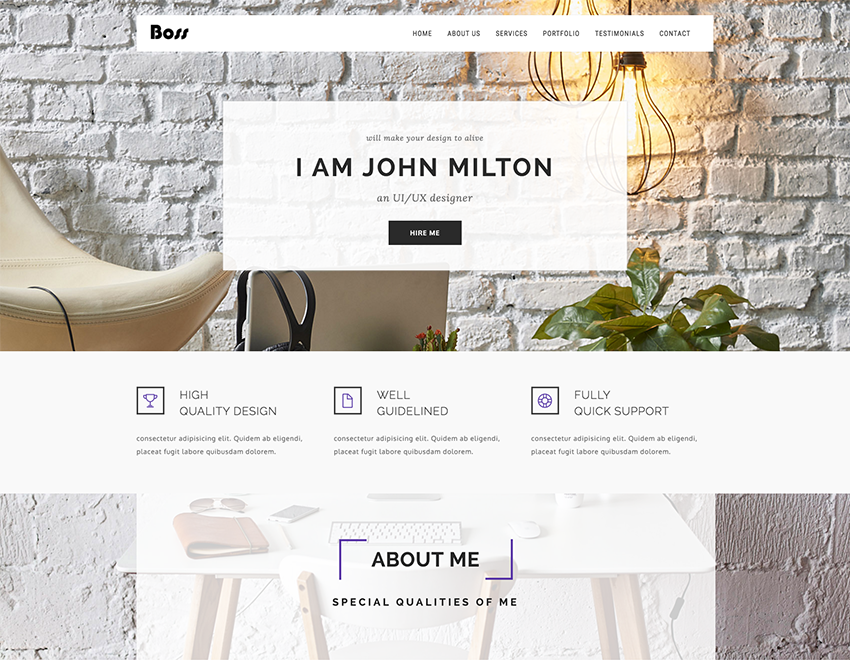 Boss
HOME ABOUT US SERVICES PORTFOLIO TESTIMONIALS CONTACT
will make your design to alive
I AM JOHN MILTON
an UI/UX designer
HIRE ME
HIGH
QUALITY DESIGN
consectetur adipisicing elit. Quidem ab eligendi,
placeat fugit labore quibusdam dolorem.
WELL
GUIDELINED
consectetur adipisicing elit. Quidem ab eligendi,
placeat fugit labore quibusdam dolorem.
FULLY
QUICK SUPPORT
consectetur adipisicing elit. Quidem ab eligendi,
placeat fugit labore quibusdam dolorem.
ABOUT ME
SPECIAL QUALITIES OF ME